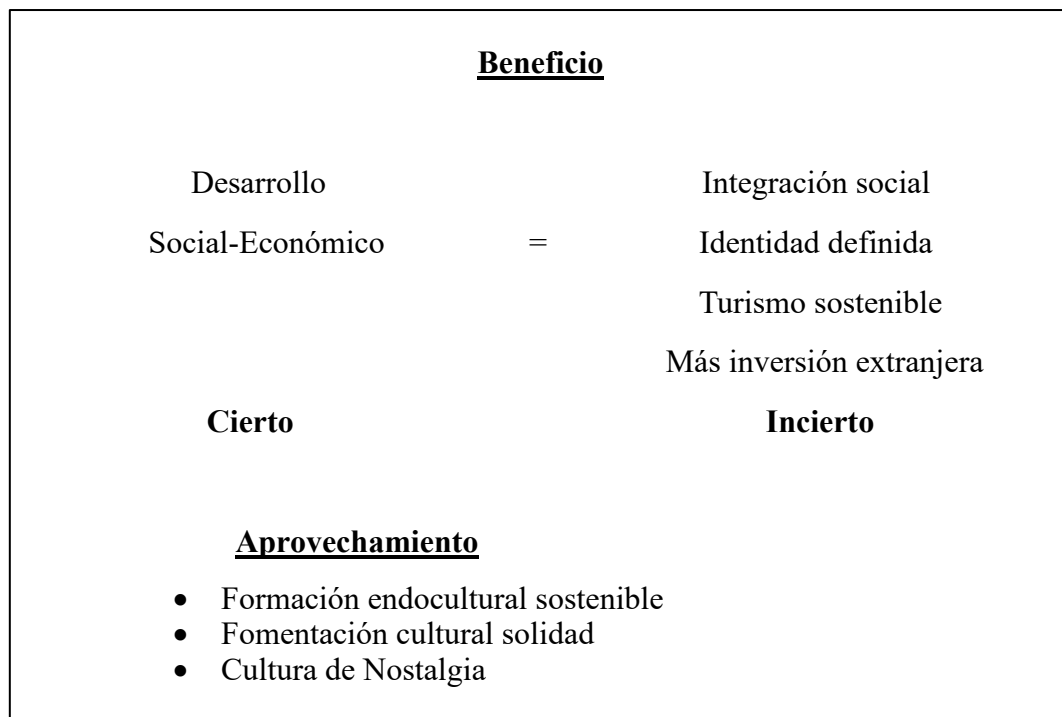 Beneficio
Desarrollo Integración social
Social-Económico = Identidad definida
Turismo sostenible
Más inversión extranjera
Cierto Incierto
Aprovechamiento
• Formación endocultural sostenible
• Fomentación cultural solidad
• Cultura de Nostalgia